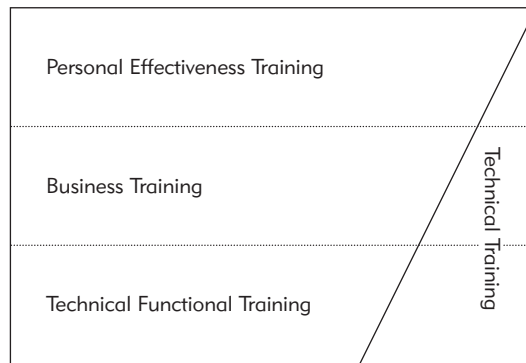 Personal Effectiveness Training
Business Training
Technical Training
Technical Functional Training